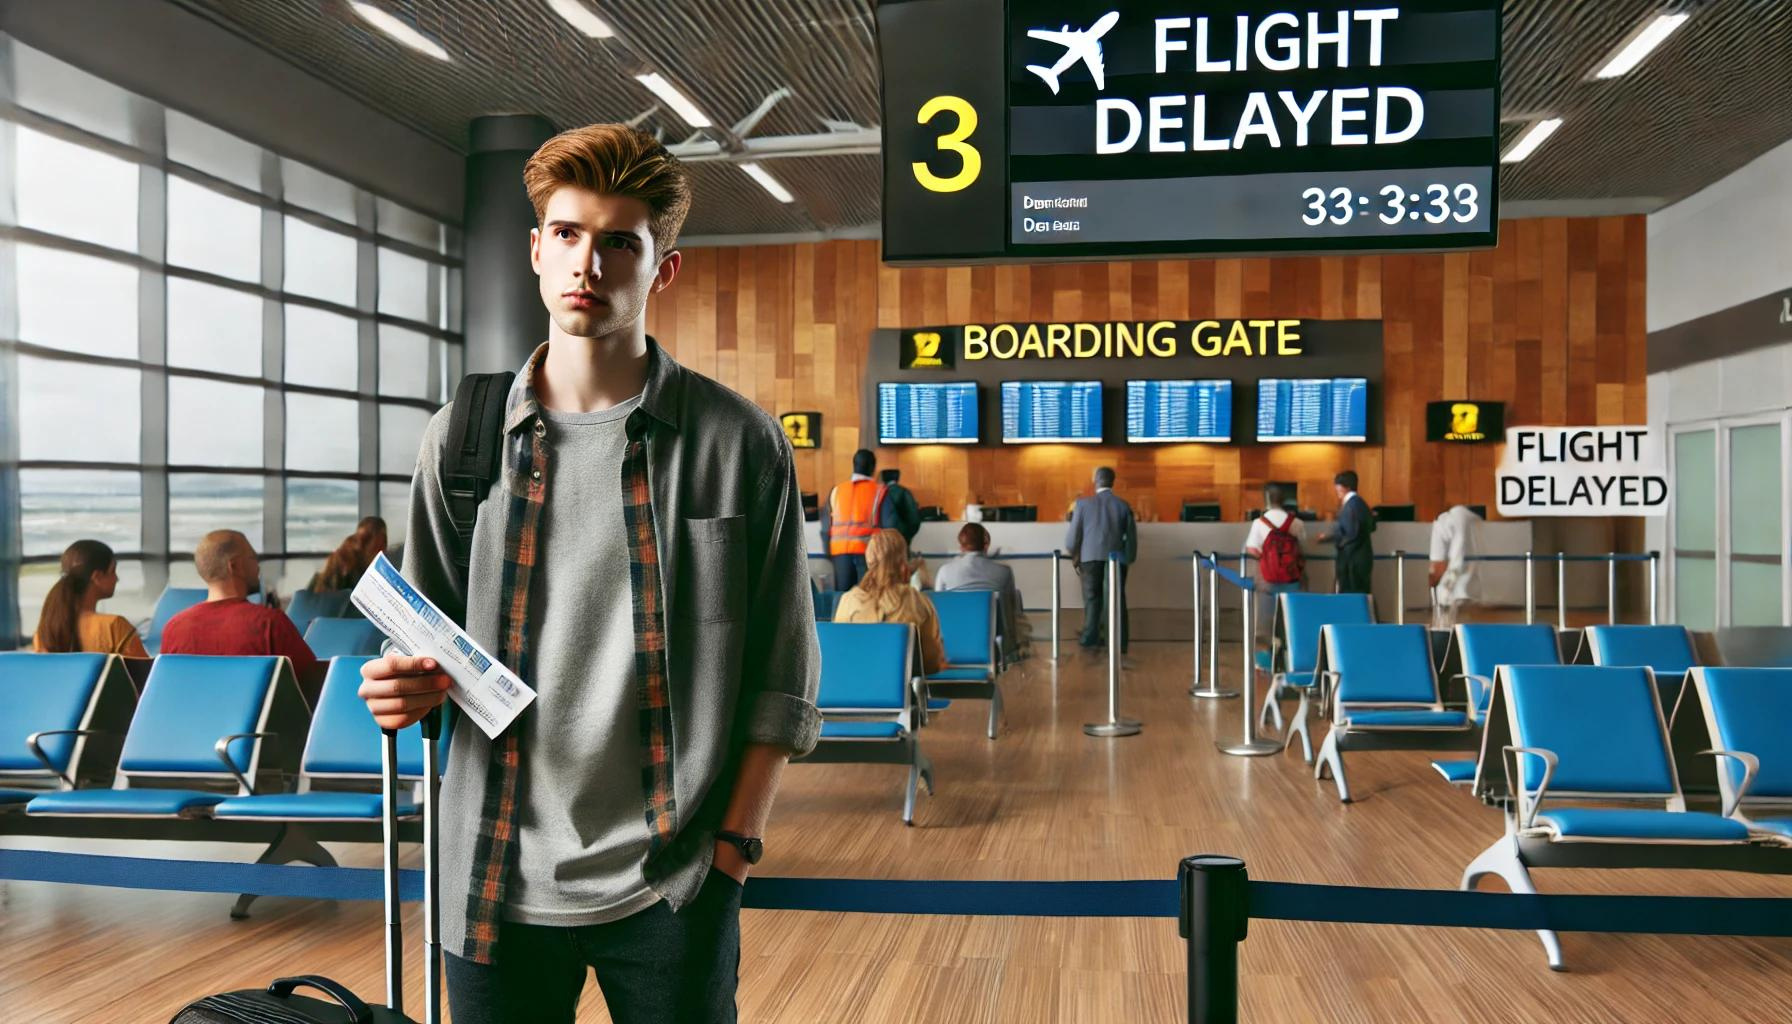 FLIGHT
DELAYED
3
33:3:33
BOARDING GATE
FLIGHT
DELAYED